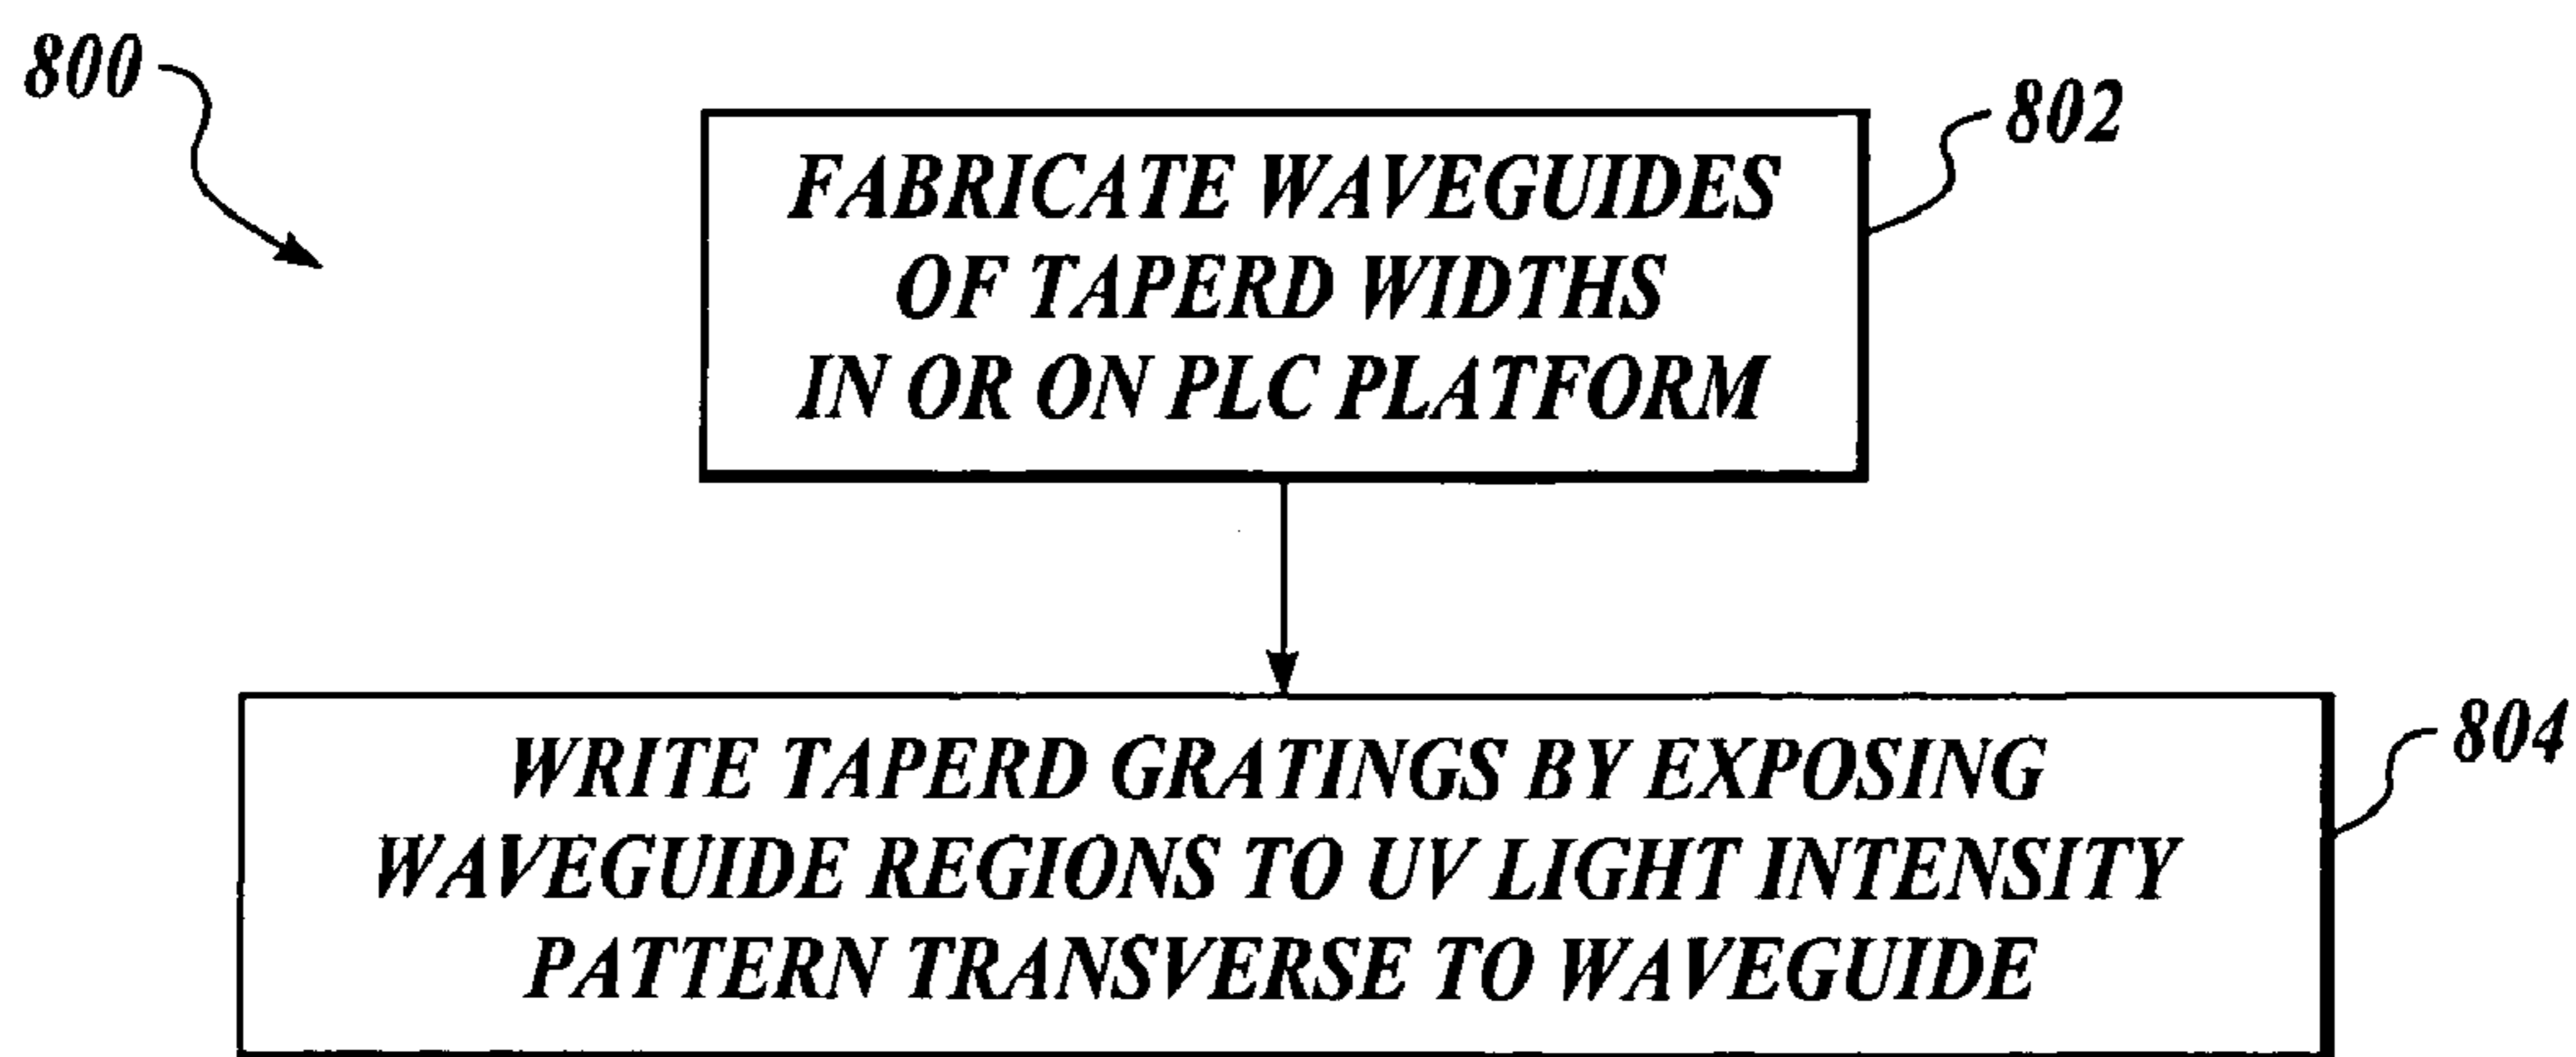 800
802
FABRICATE WAVEGUIDES
OF TAPERD WIDTHS
IN OR ON PLC PLATFORM
804
WRITE TAPERD GRATINGS BY EXPOSING
WAVEGUIDE REGIONS TO UV LIGHT INTENSITY
PATTERN TRANSVERSE TO WAVEGUIDE